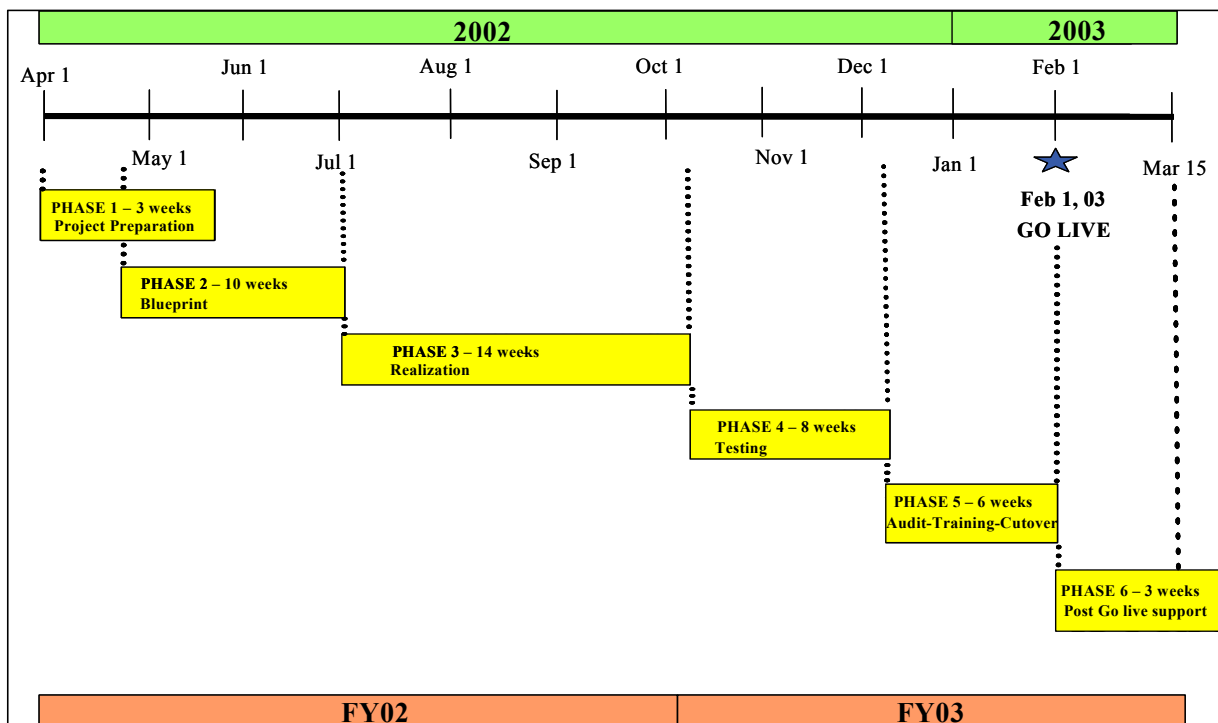 2002
2003
Apr 1
Jun 1
Aug 1
Oct 1
Dec 1
Feb 1
May 1
Jul 1
Sep 1
Nov 1
Jan 1
Mar 15
Feb 1, 03
GO LIVE
PHASE 1 – 3 weeks
Project Preparation
PHASE 2 – 10 weeks
Blueprint
PHASE 3 – 14 weeks
Realization
PHASE 4 – 8 weeks
Testing
PHASE 5 – 6 weeks
Audit-Training-Cutover
PHASE 6 – 3 weeks
Post Go live support
FY02
FY03